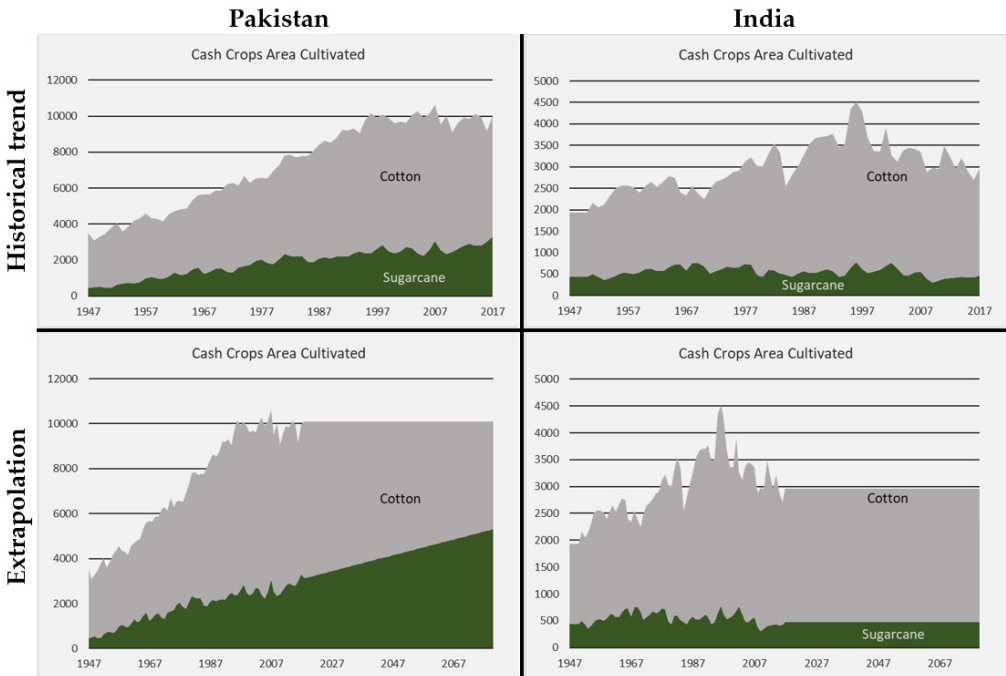 Pakistan
India
Historical trend
Cash Crops Area Cultivated
12000
10000
8000
6000
4000
2000
0
Cotton
Sugarcane
1947 1957 1967 1977 1987 1997 2007 2017
Cash Crops Area Cultivated
5000
4500
4000
3500
3000
2500
2000
1500
1000
500
0
Cotton
Sugarcane
1947 1957 1967 1977 1987 1997 2007 2017
Extrapolation
Cash Crops Area Cultivated
12000
10000
8000
6000
4000
2000
0
Cotton
1947 1967 1987 2007 2027 2047 2067
Cash Crops Area Cultivated
5000
4500
4000
3500
3000
2500
2000
1500
1000
500
0
Cotton
Sugarcane
1947 1967 1987 2007 2027 2047 2067